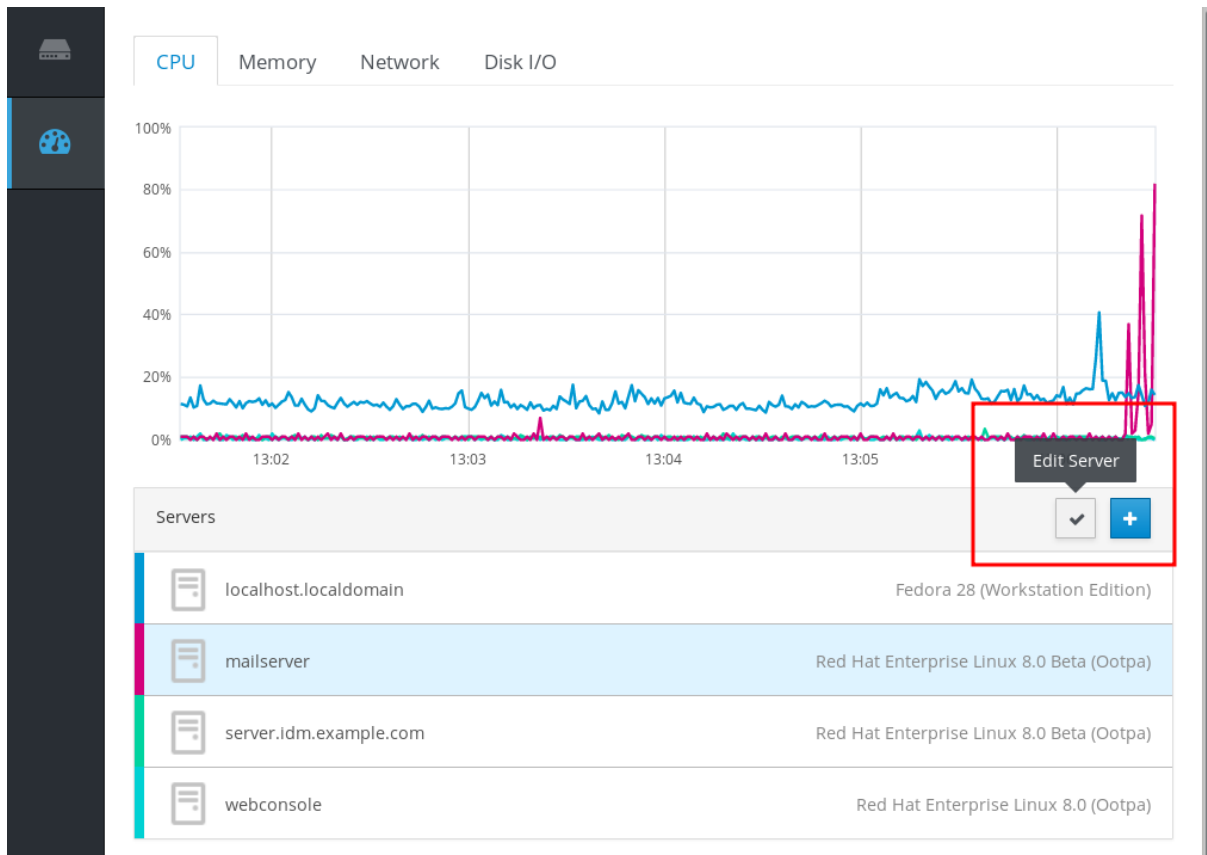 CPU Memory Network Disk I/O
100%
80%
60%
40%
20%
0%
13:02 13:03 13:04 13:05
Edit Server
Servers
localhost.localdomain Fedora 28 (Workstation Edition)
mailserver Red Hat Enterprise Linux 8.0 Beta (Ootpa)
server.idm.example.com Red Hat Enterprise Linux 8.0 Beta (Ootpa)
webconsole Red Hat Enterprise Linux 8.0 (Ootpa)